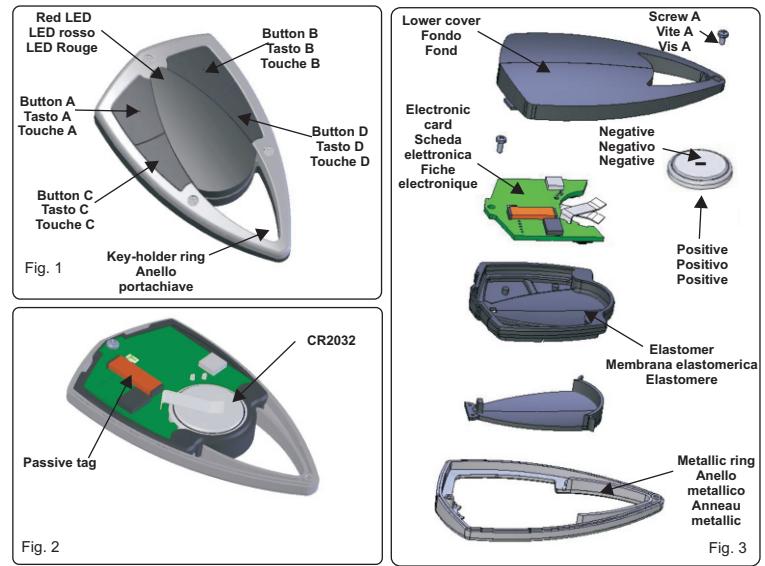 Red LED
LED rosso
LED Rouge
Button B
Tasto B
Touche B
Button A
Tasto A
Touche A
Button D
Tasto D
Touche D
Button C
Tasto C
Touche C
Key-holder ring
Anello
portachiave
Fig. 1
CR2032
Passive tag
Fig. 2
Lower cover
Fondo
Fond
Screw A
Vite A
Vis A
Electronic
card
Scheda
elettronica
Fiche
electronique
Negative
Negativo
Negative
Positive
Positivo
Positive
Elastomer
Membrana elastomerica
Elastomere
Metallic ring
Anello
metallico
Anneau
metallic
Fig. 3